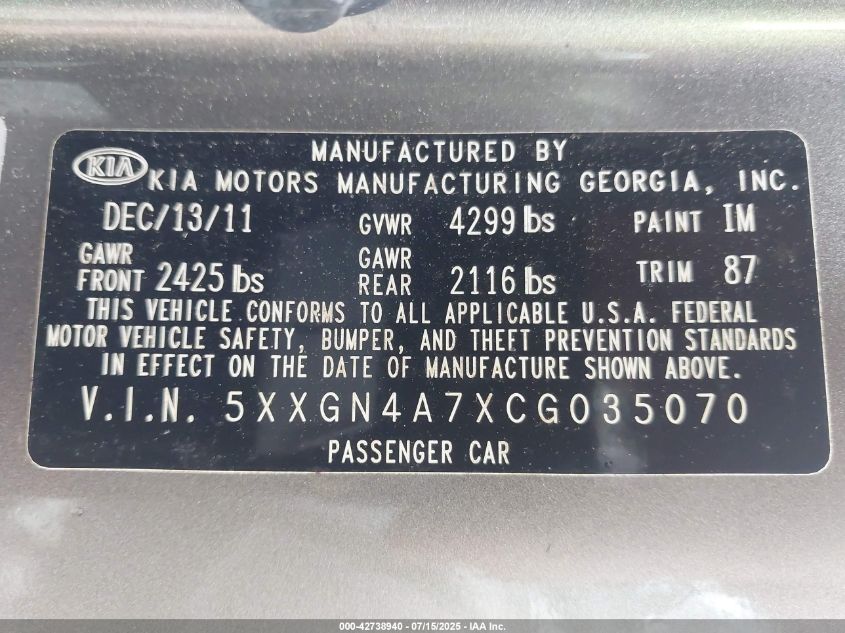 MANUFACTURED BY
KIA KIA MOTORS MANUFACTURING GEORGIA, INC.
DEC/13/11 GVWR 4299 lbs PAINT IM
GAWR FRONT 2425 lbs GAWR REAR 2116 lbs TRIM 87
THIS VEHICLE CONFORMS TO ALL APPLICABLE U.S.A. FEDERAL
MOTOR VEHICLE SAFETY, BUMPER, AND THEFT PREVENTION STANDARDS
IN EFFECT ON THE DATE OF MANUFACTURE SHOWN ABOVE.
V.I.N. 5XXGN4A7XCG035070
PASSENGER CAR
000-42738940 - 07/15/2025 - IAA Inc.